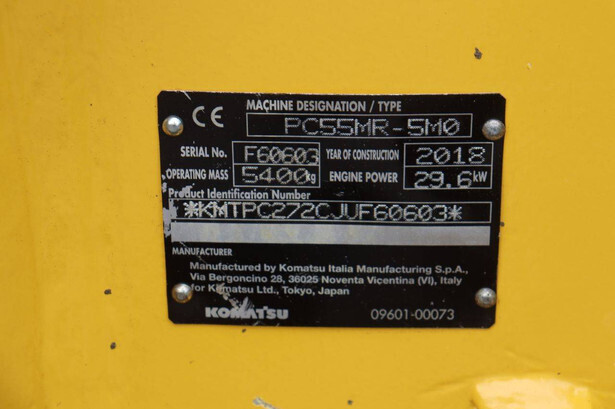 CE MACHINE DESIGNATION / TYPE
PC55MR-5M0
SERIAL No. F60603 YEAR OF CONSTRUCTION 2018
OPERATING MASS 5400kg ENGINE POWER 29.6kW
Product Identification Number
*KMTPC272CJUF60603*
MANUFACTURER
Manufactured by Komatsu Italia Manufacturing S.p.A.,
Via Bergoncino 28, 36025 Noventa Vicentina (VI), Italy
for Komatsu Ltd., Tokyo, Japan
KOMATSU 09601-00073